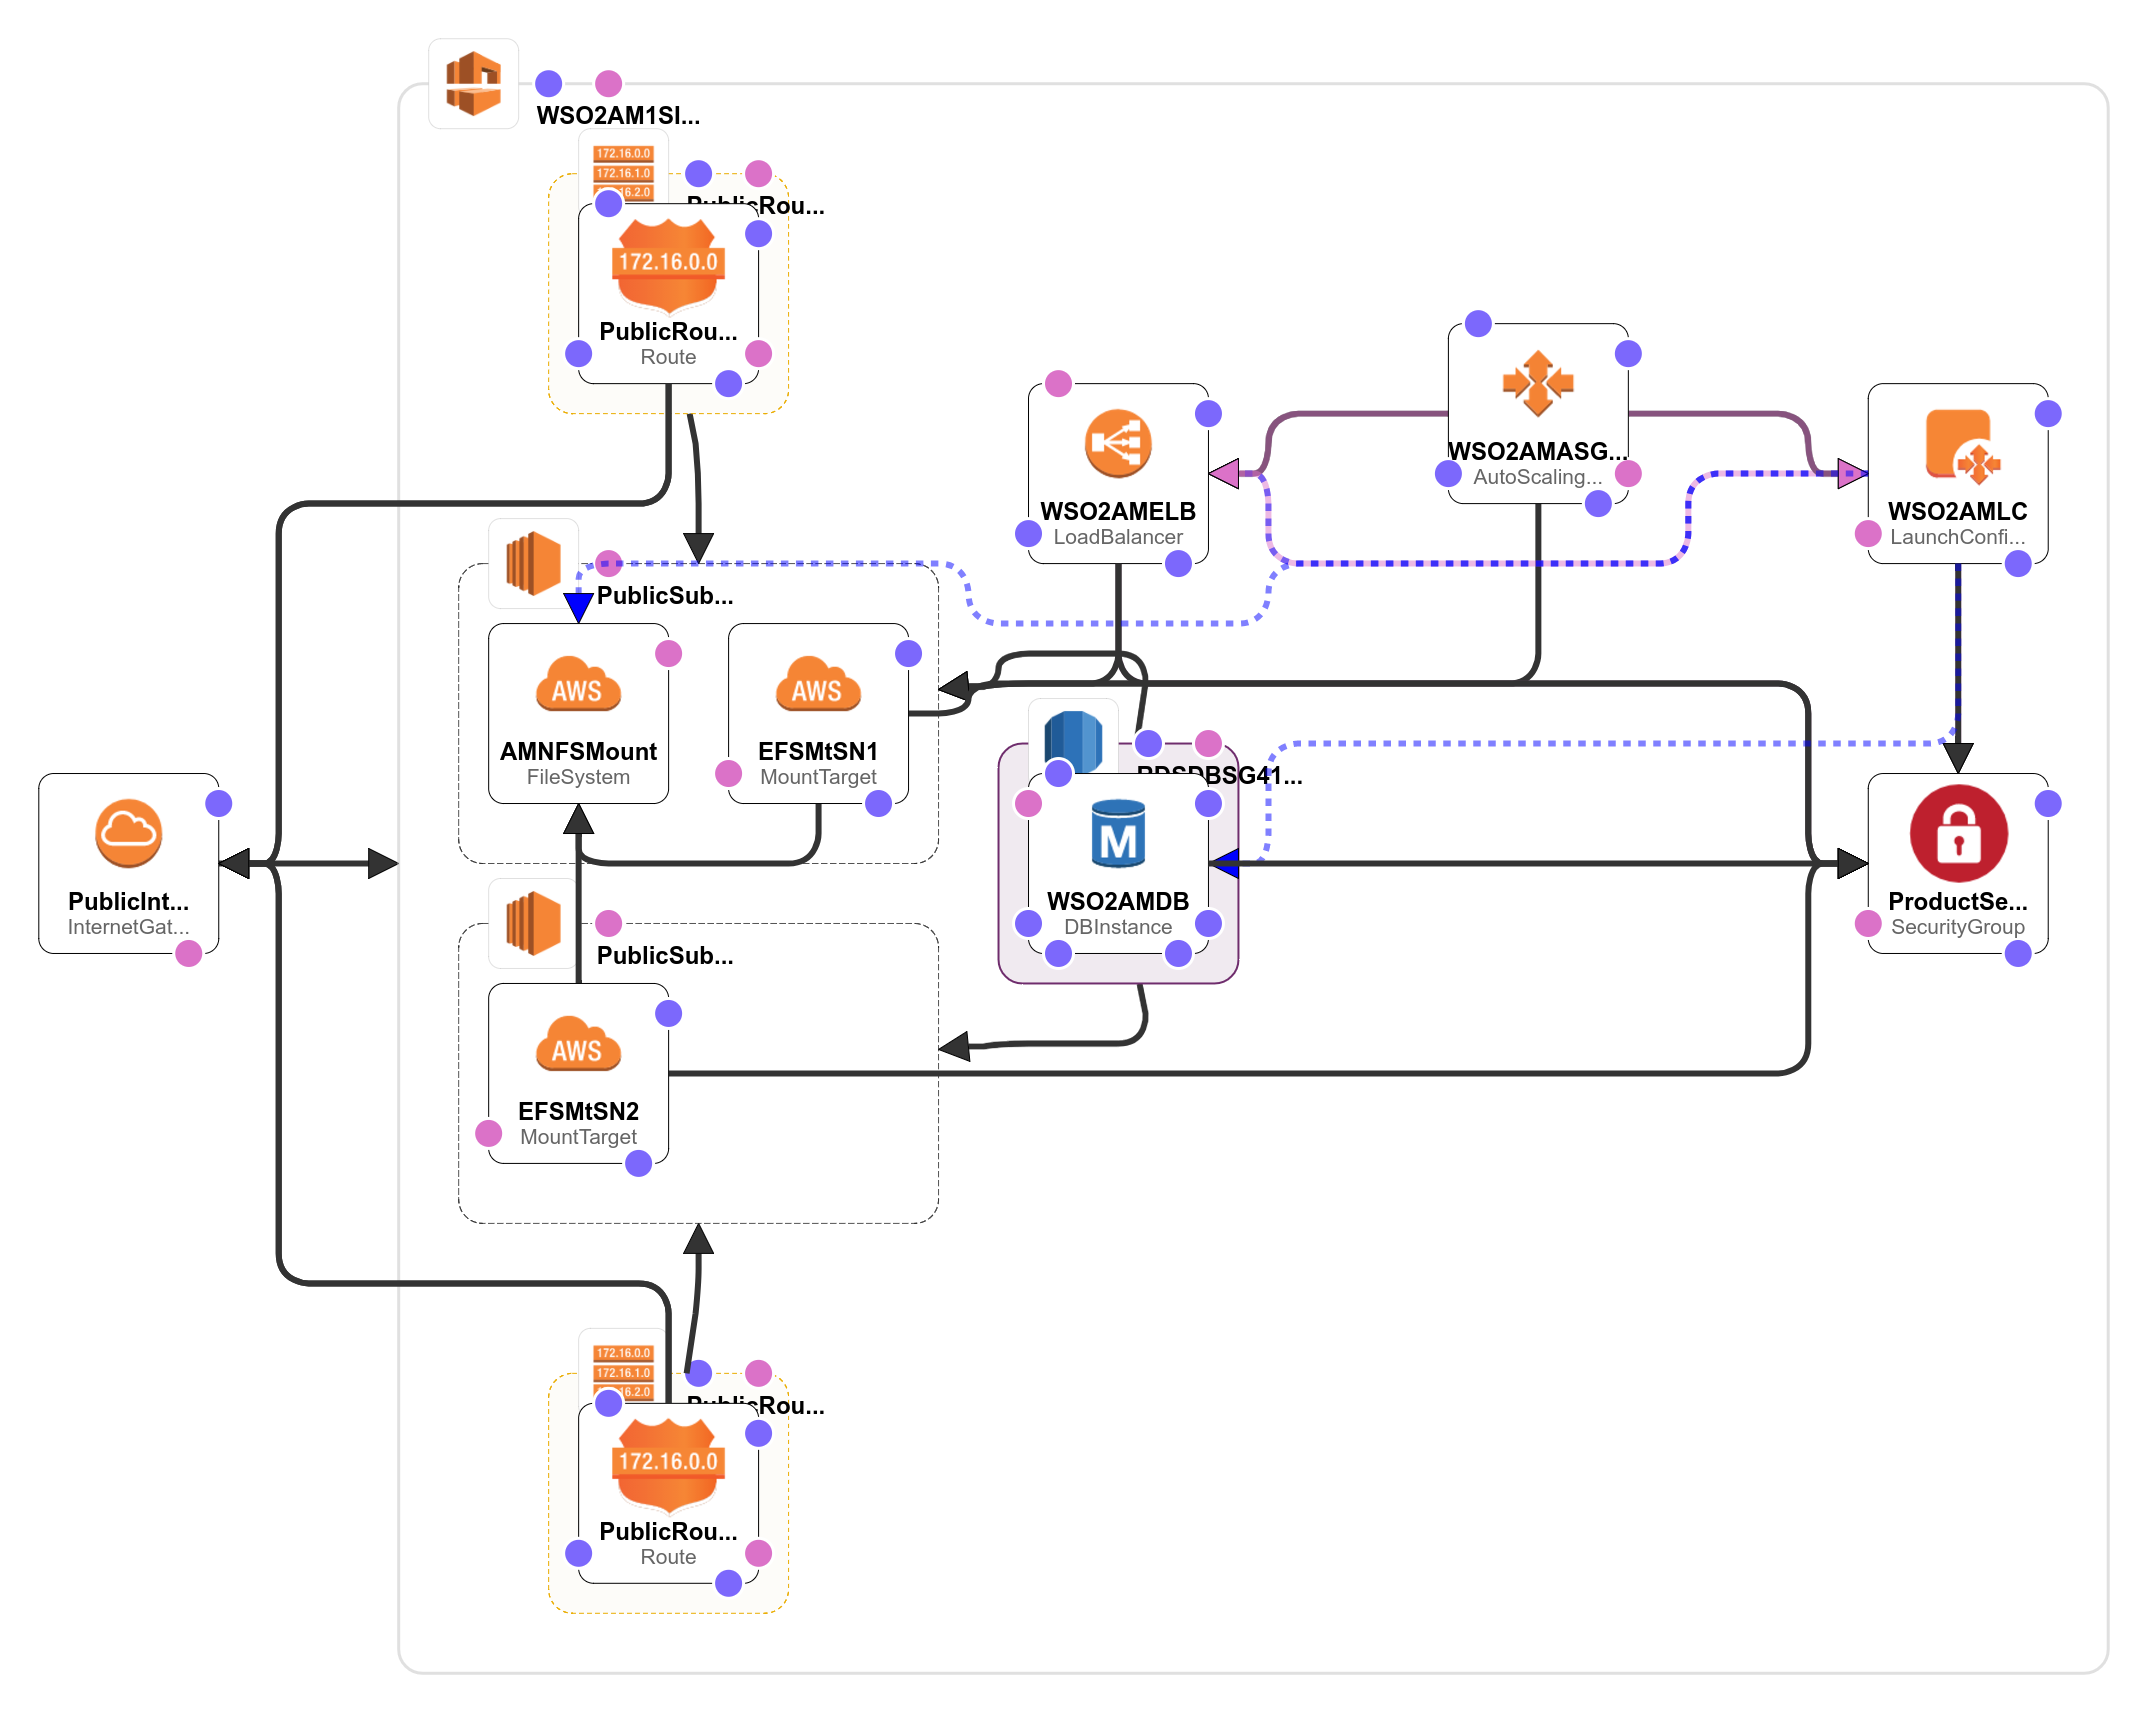 WSO2AM1SI...
172.16.0.0
172.16.1.0
16.2.0
PublicRou...
172.16.0.0
PublicRou...
Route
WSO2AMELB
LoadBalancer
WSO2AMASG...
AutoScaling...
WSO2AMLC
LaunchConfi...
PublicSub...
AWS
AMNFSMount
FileSystem
AWS
EFSMtSN1
MountTarget
RDSDBSG41...
M
WSO2AMDB
DBInstance
PublicInt...
InternetGat...
ProductSe...
SecurityGroup
PublicSub...
AWS
EFSMtSN2
MountTarget
172.16.0.0
172.16.1.0
16.2.0
PublicRou...
172.16.0.0
PublicRou...
Route